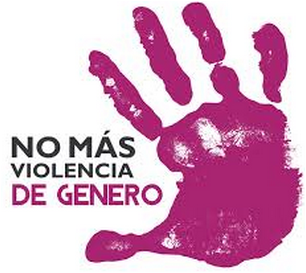 NO MÁS
VIOLENCIA
DE GENERO